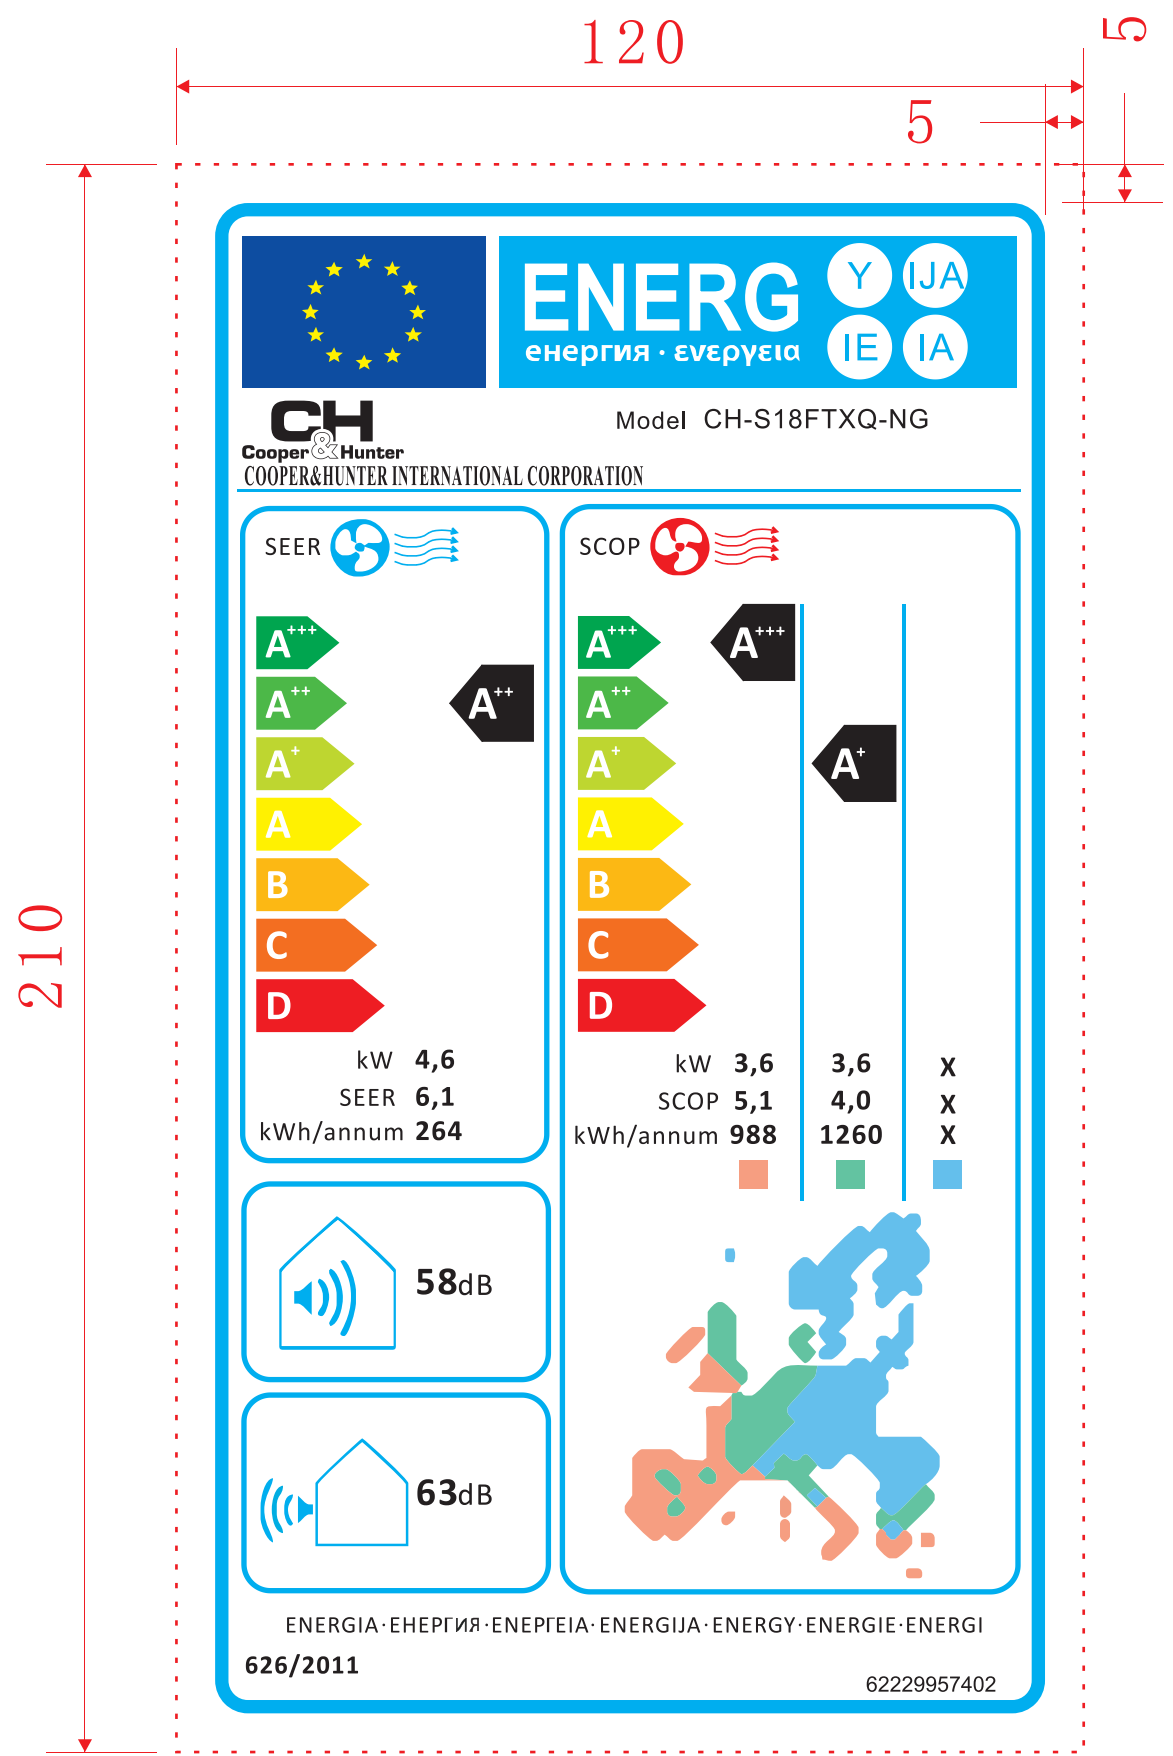 120
5
5
210
ENERG
енергия · ενεργεια
Y IJA
IE IA
CH
Cooper&Hunter
COOPER&HUNTER INTERNATIONAL CORPORATION
Model CH-S18FTXQ-NG
SEER
A+++
A++
A+
A
B
C
D
A++
kW 4,6
SEER 6,1
kWh/annum 264
SCOP
A+++
A++
A+
A
B
C
D
A+++
A+
kW 3,6 3,6 X
SCOP 5,1 4,0 X
kWh/annum 988 1260 X
58dB
63dB
ENERGIA·ЕНЕРГИЯ·ΕΝΕΡΓΕΙΑ·ENERGIJA·ENERGY·ENERGIE·ENERGI
626/2011
62229957402